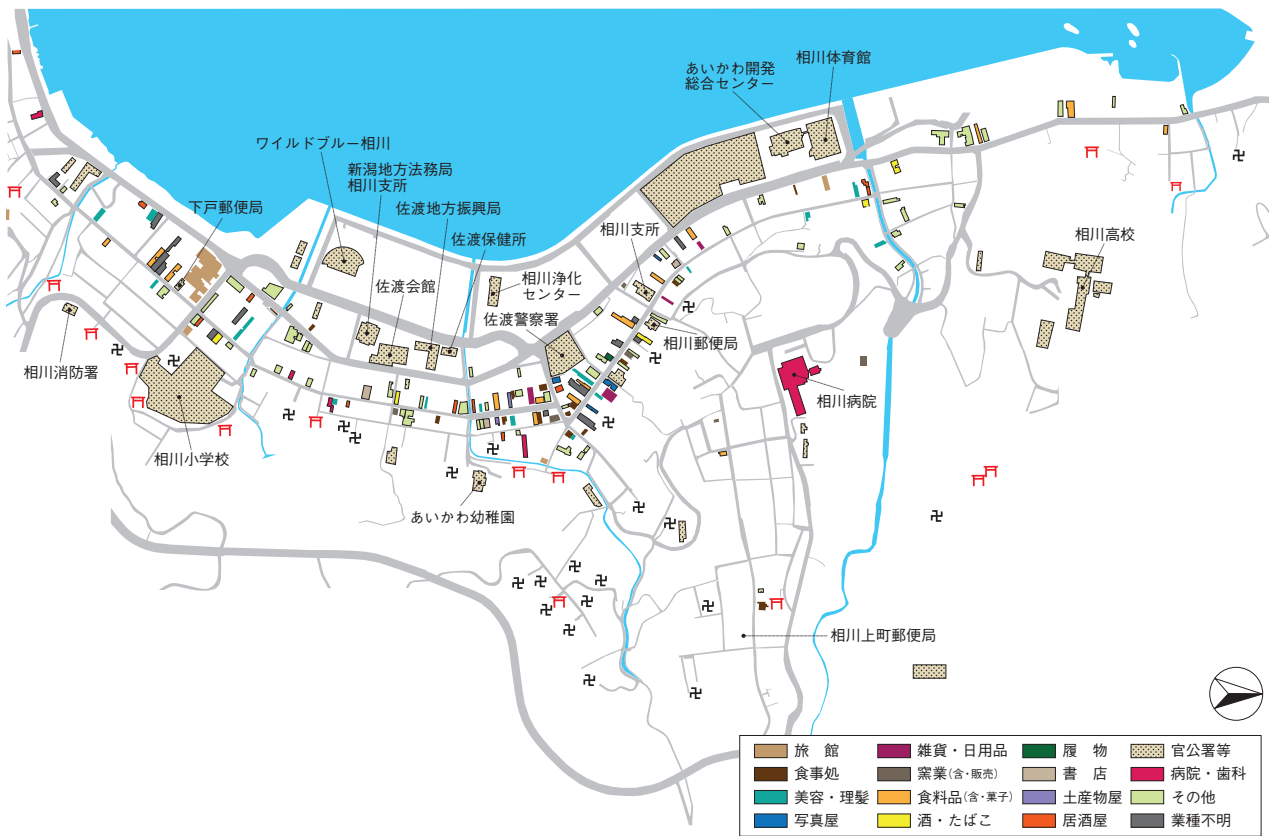 相川体育館
あいかわ開発
総合センター
ワイルドブルー相川
新潟地方法務局
相川支所
佐渡地方振興局
下戸郵便局
佐渡保健所
相川支所
相川高校
相川浄化
センター
佐渡会館
佐渡警察署
相川郵便局
相川消防署
相川病院
相川小学校
あいかわ幼稚園
相川上町郵便局
旅館
雑貨・日用品
履物
官公署等
食事処
窯業(含・販売)
書店
病院・歯科
美容・理髪
食料品(含・菓子)
土産物屋
その他
写真屋
酒・たばこ
居酒屋
業種不明